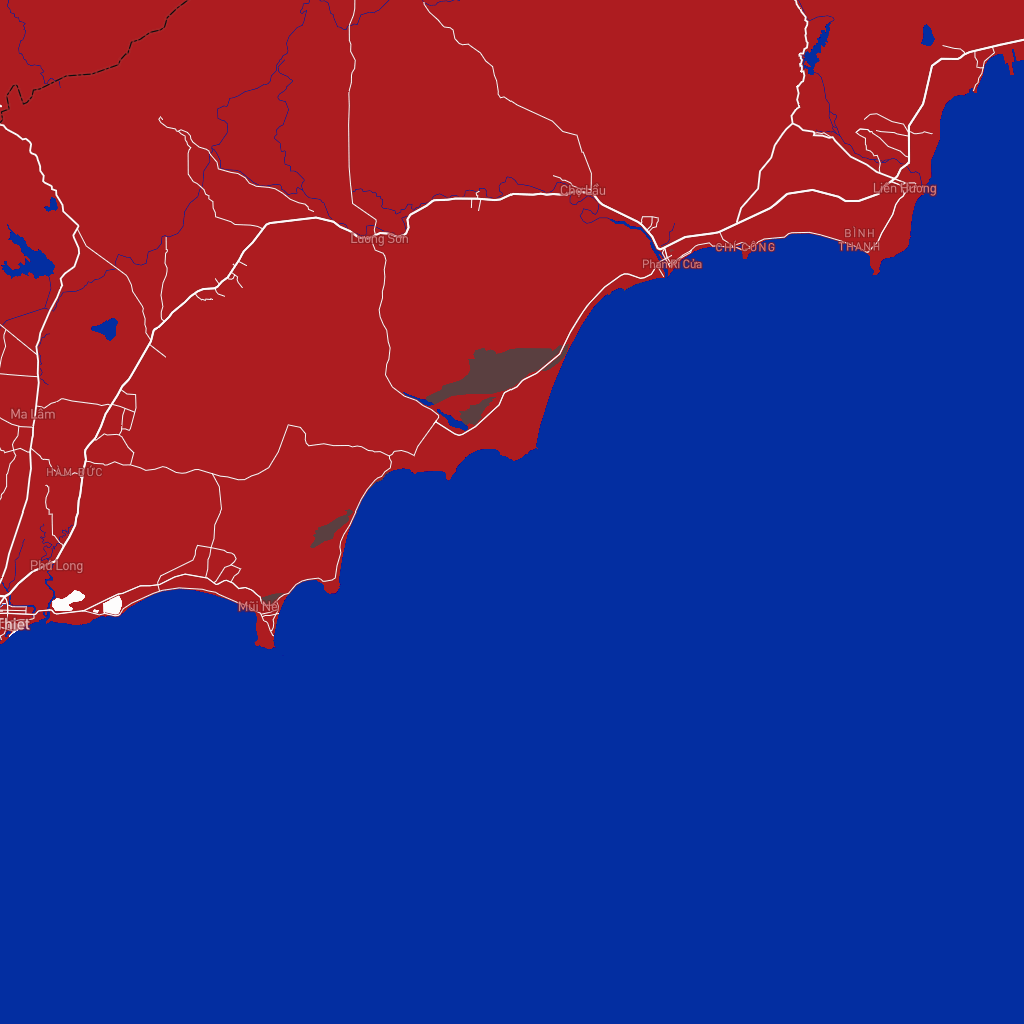 Liên Hương
Chợ Lầu
BÌNH
THẠNH
Lương Sơn
CHÍ CÔNG
Phan Rí Cửa
Ma Lâm
HÀM ĐỨC
Phú Long
Mũi Né
Thiết